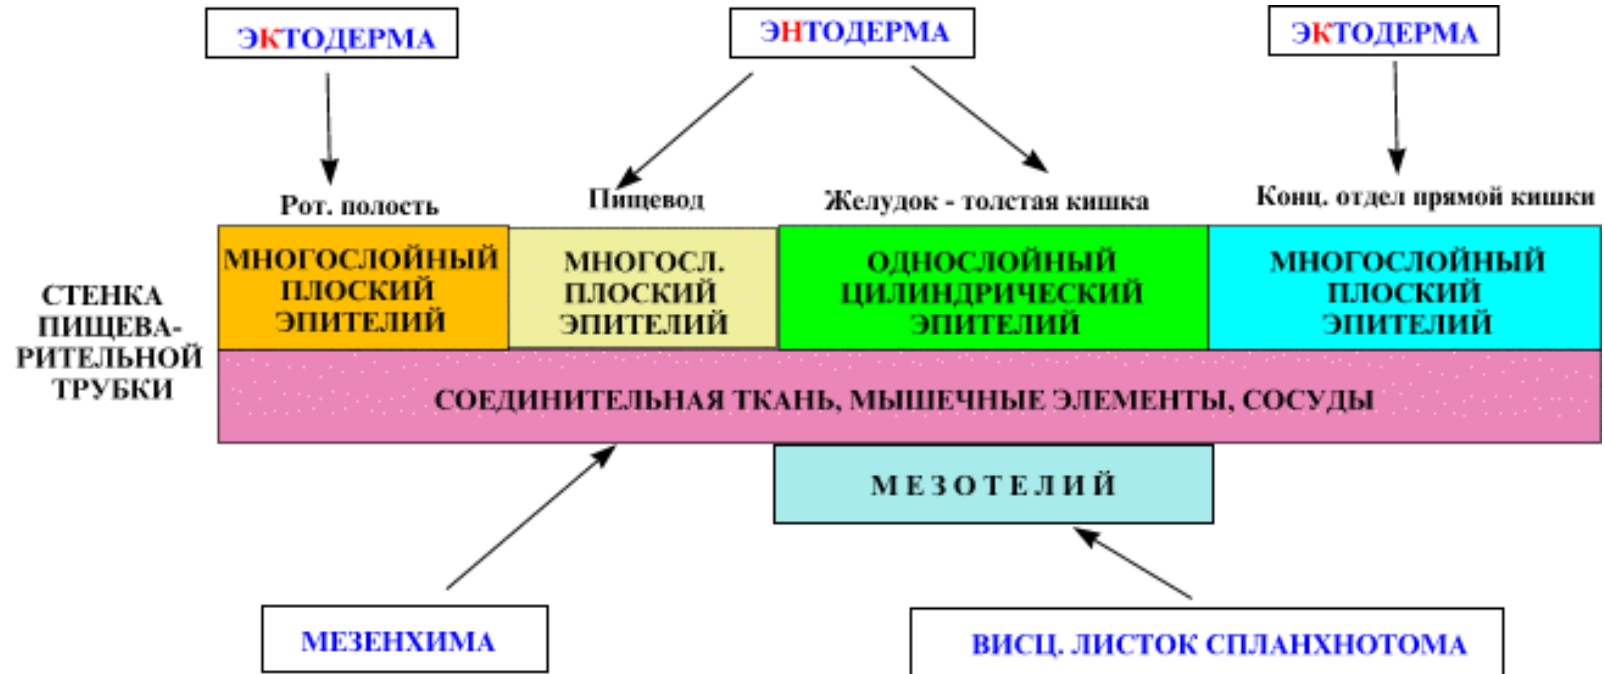 ЭКТОДЕРМА
ЭНТОДЕРМА
ЭКТОДЕРМА
Рот. полость
Пищевод
Желудок - толстая кишка
Конц. отдел прямой кишки
СТЕНКА
ПИЩЕВА-
РИТЕЛЬНОЙ
ТРУБКИ
МНОГОСЛОЙНЫЙ
ПЛОСКИЙ
ЭПИТЕЛИЙ
МНОГОСЛ.
ПЛОСКИЙ
ЭПИТЕЛИЙ
ОДНОСЛОЙНЫЙ
ЦИЛИНДРИЧЕСКИЙ
ЭПИТЕЛИЙ
МНОГОСЛОЙНЫЙ
ПЛОСКИЙ
ЭПИТЕЛИЙ
СОЕДИНИТЕЛЬНАЯ ТКАНЬ, МЫШЕЧНЫЕ ЭЛЕМЕНТЫ, СОСУДЫ
М Е З О Т Е Л И Й
МЕЗЕНХИМА
ВИСЦ. ЛИСТОК СПЛАНХНОТОМА